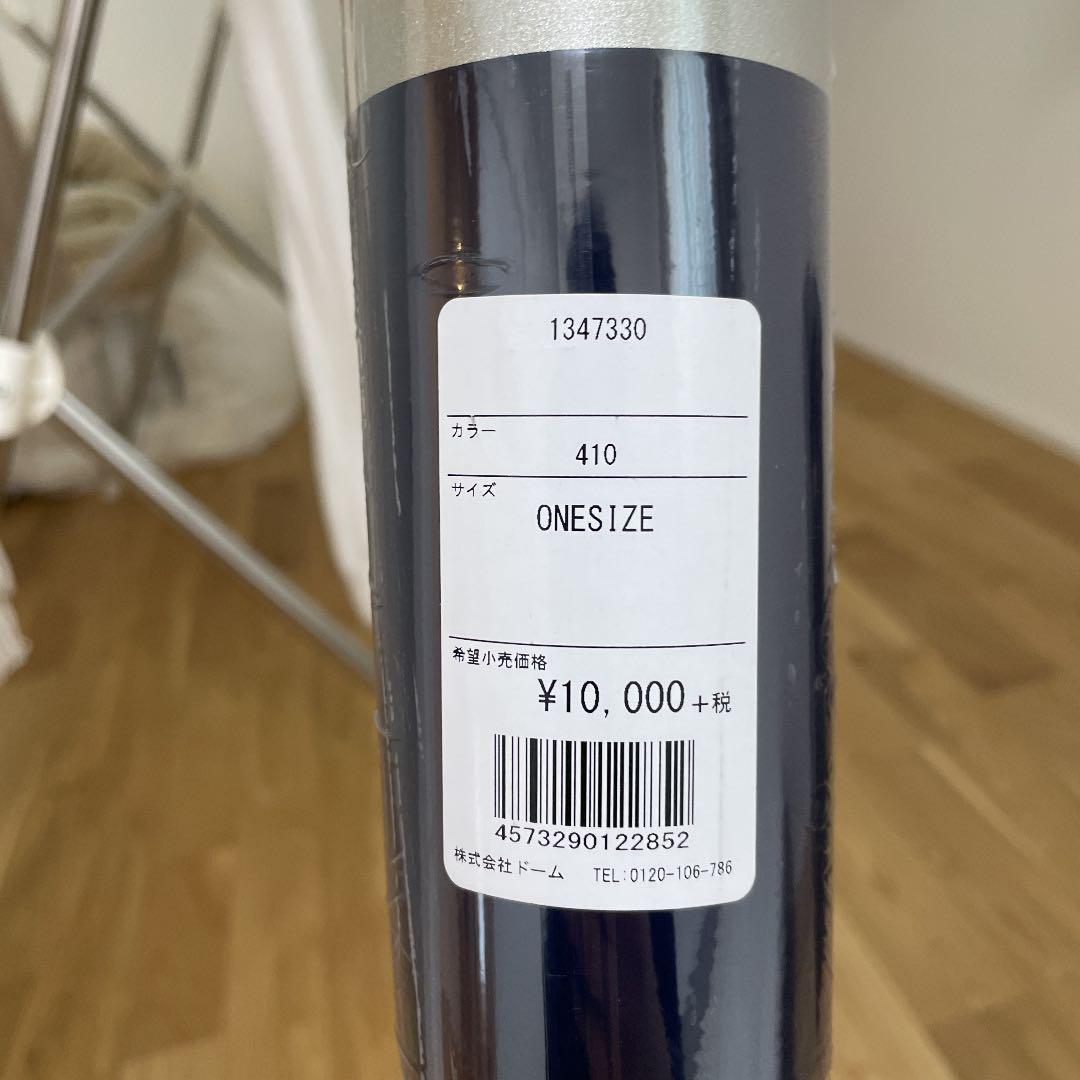 1347330
カラー
410
サイズ
ONESIZE
希望小売価格
¥10,000+税
4573290122852
株式会社ドーム TEL:0120-106-786